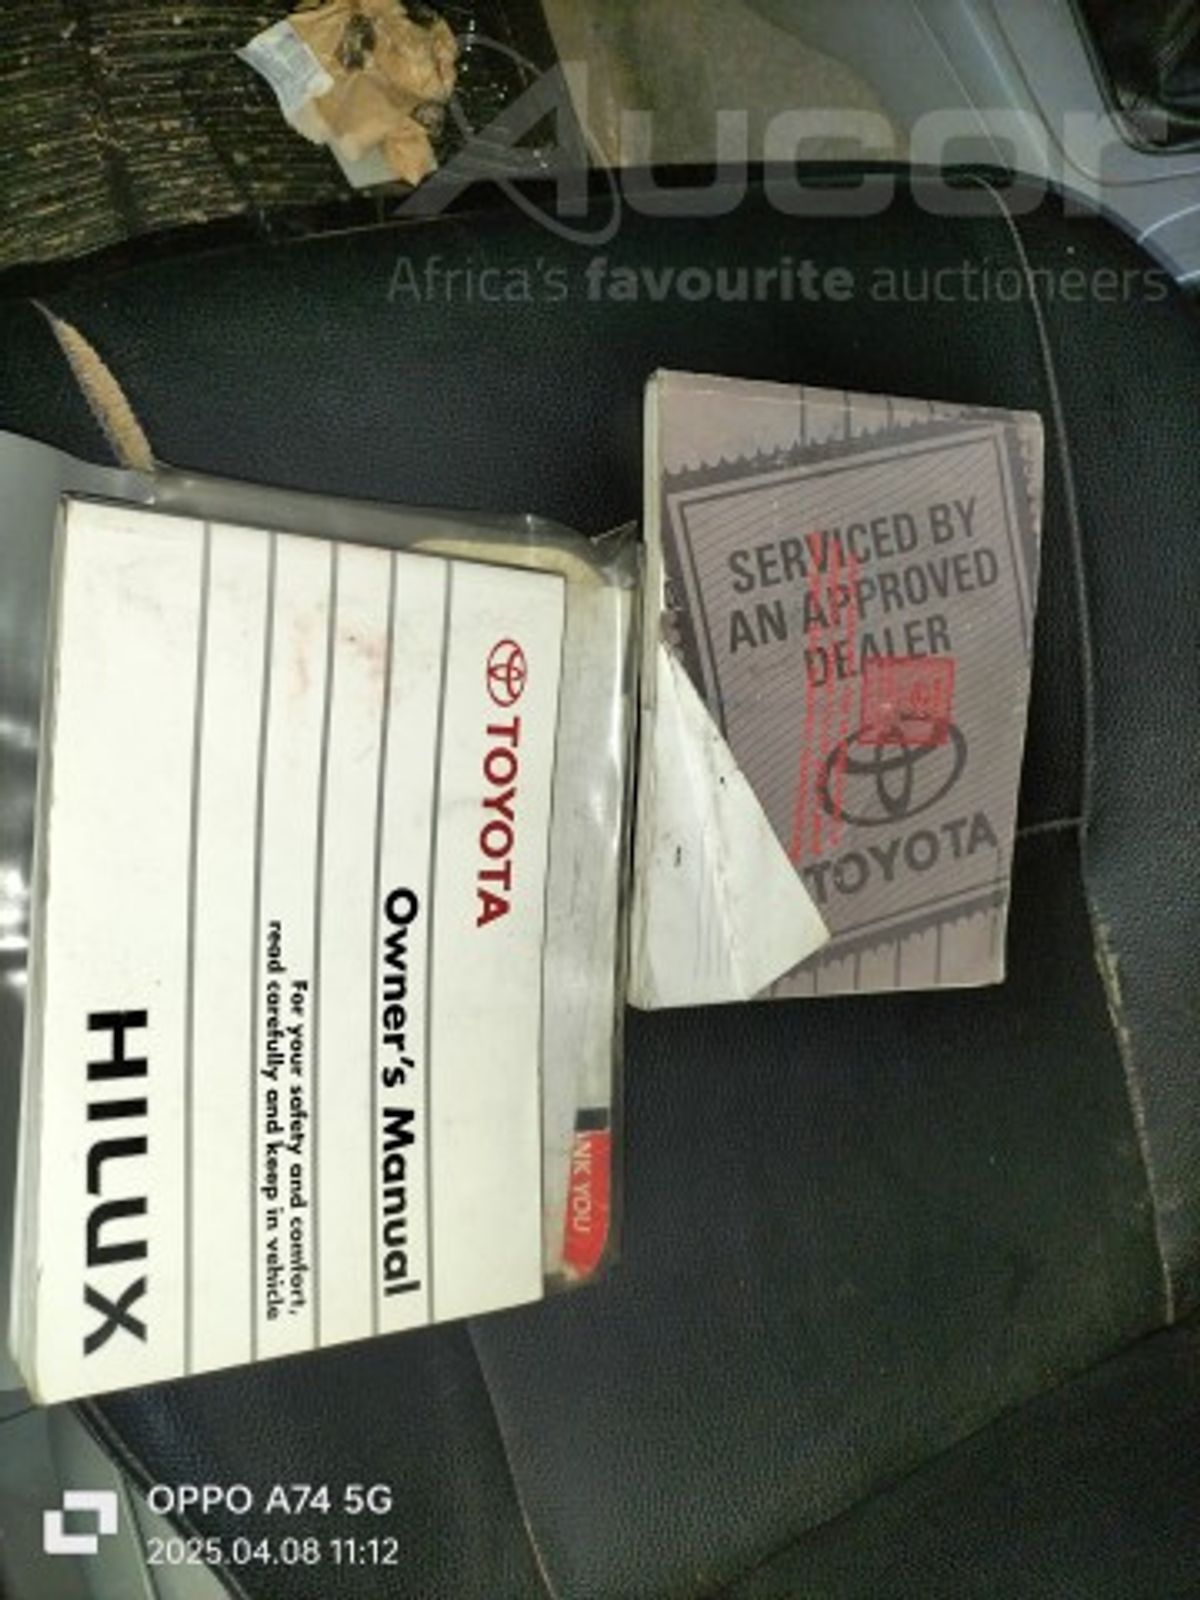 Aucor
Africa's favourite auctioneers
SERVICED BY
AN APPROVED
DEALER
TOYOTA
TOYOTA
Owner's Manual
For your safety and comfort,
read carefully and keep in vehicle
HILUX
NK YOU
OPPO A74 5G
2025.04.08 11:12